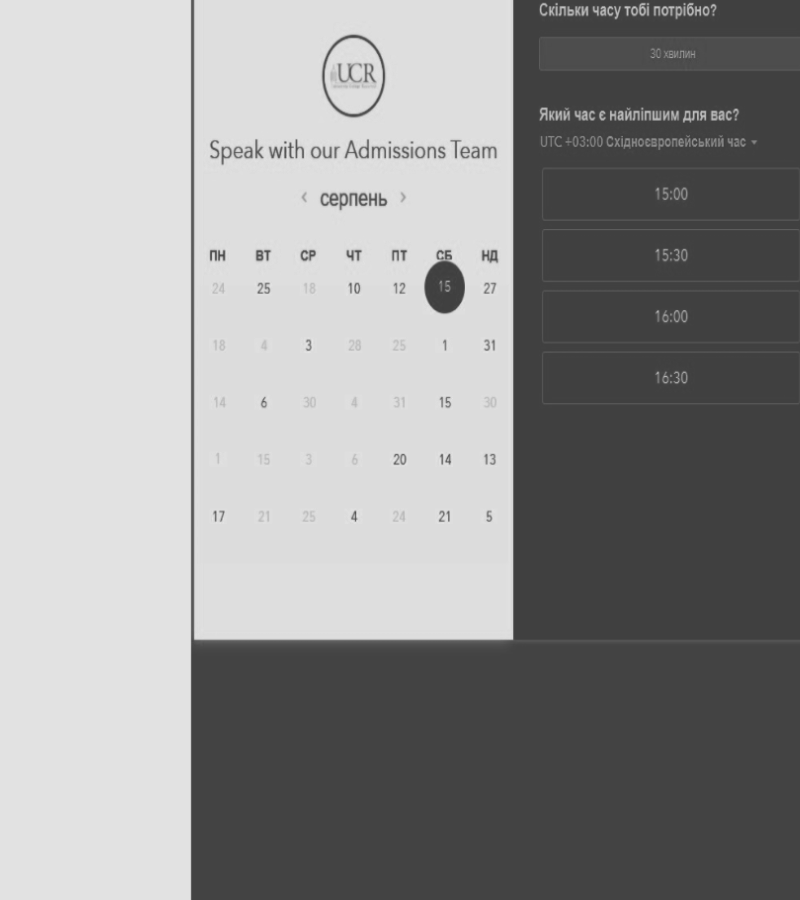 UCR
Speak with our Admissions Team
серпень
ПН ВТ СР ЧТ ПТ СБ НД
24 25 18 10 12 15 27
18 4 3 28 25 1 31
14 6 30 4 31 15 30
1 15 3 6 20 14 13
17 21 25 4 24 21 5
Скільки часу тобі потрібно?
30 хвилин
Який час є найліпшим для вас?
UTC +03:00 Східноєвропейський час
15:00
15:30
16:00
16:30